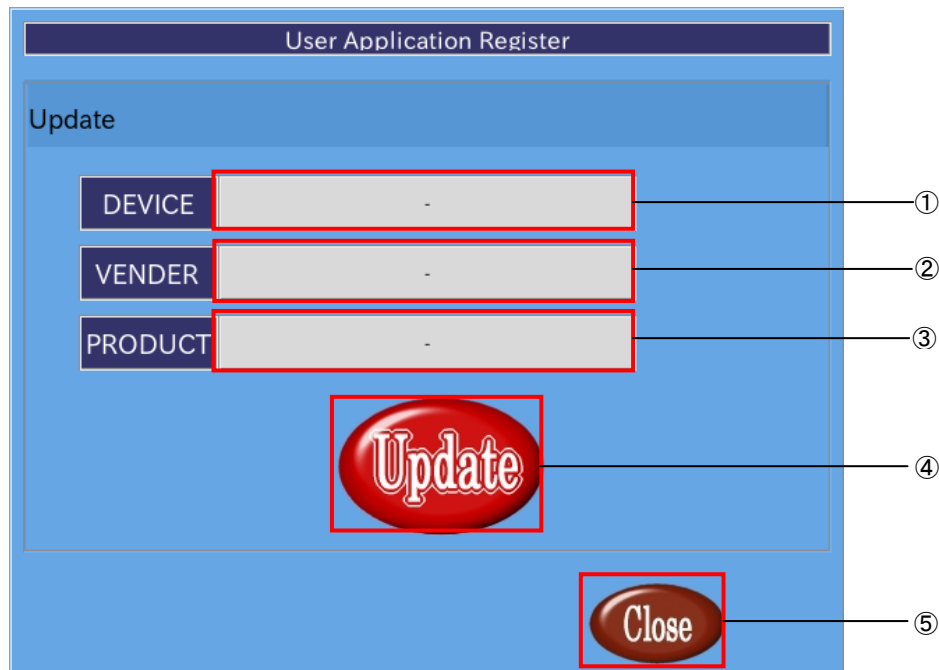 User Application Register
Update
DEVICE - ①
VENDER - ②
PRODUCT - ③
Update ④
Close ⑤